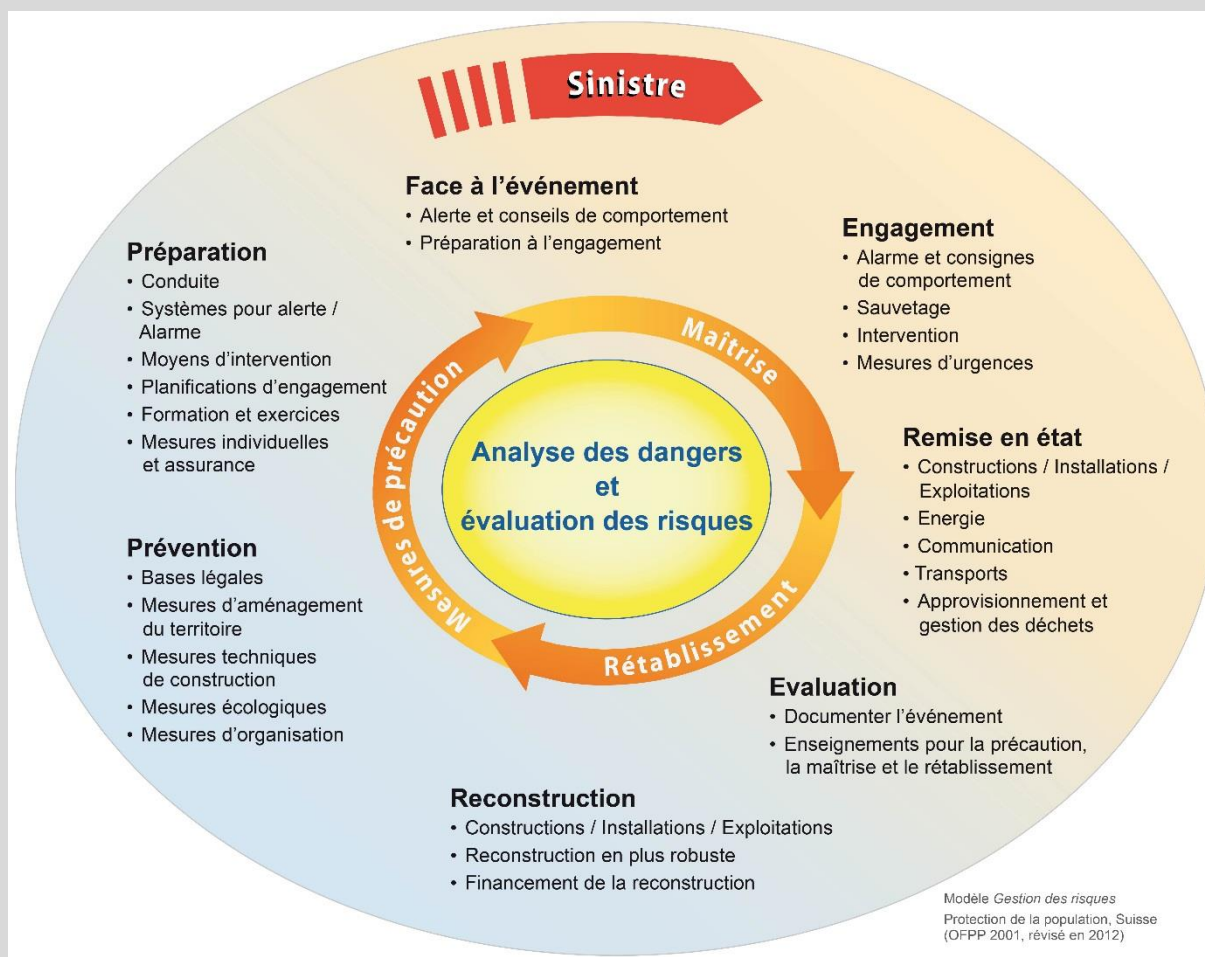 Sinistre
Face à l'événement
• Alerte et conseils de comportement
• Préparation à l'engagement
Engagement
• Alarme et consignes
de comportement
• Sauvetage
• Intervention
• Mesures d'urgences
Remise en état
• Constructions / Installations /
Exploitations
• Energie
• Communication
• Transports
• Approvisionnement et
gestion des déchets
Evaluation
• Documenter l'événement
• Enseignements pour la précaution,
la maîtrise et le rétablissement
Reconstruction
• Constructions / Installations / Exploitations
• Reconstruction en plus robuste
• Financement de la reconstruction
Prévention
• Bases légales
• Mesures d'aménagement
du territoire
• Mesures techniques
de construction
• Mesures écologiques
• Mesures d'organisation
Préparation
• Conduite
• Systèmes pour alerte /
Alarme
• Moyens d'intervention
• Planifications d'engagement
• Formation et exercices
• Mesures individuelles
et assurance
Maîtrise
Rétablissement
Mesures de précaution
Analyse des dangers
et
évaluation des risques
Modèle Gestion des risques
Protection de la population, Suisse
(OFPP 2001, révisé en 2012)